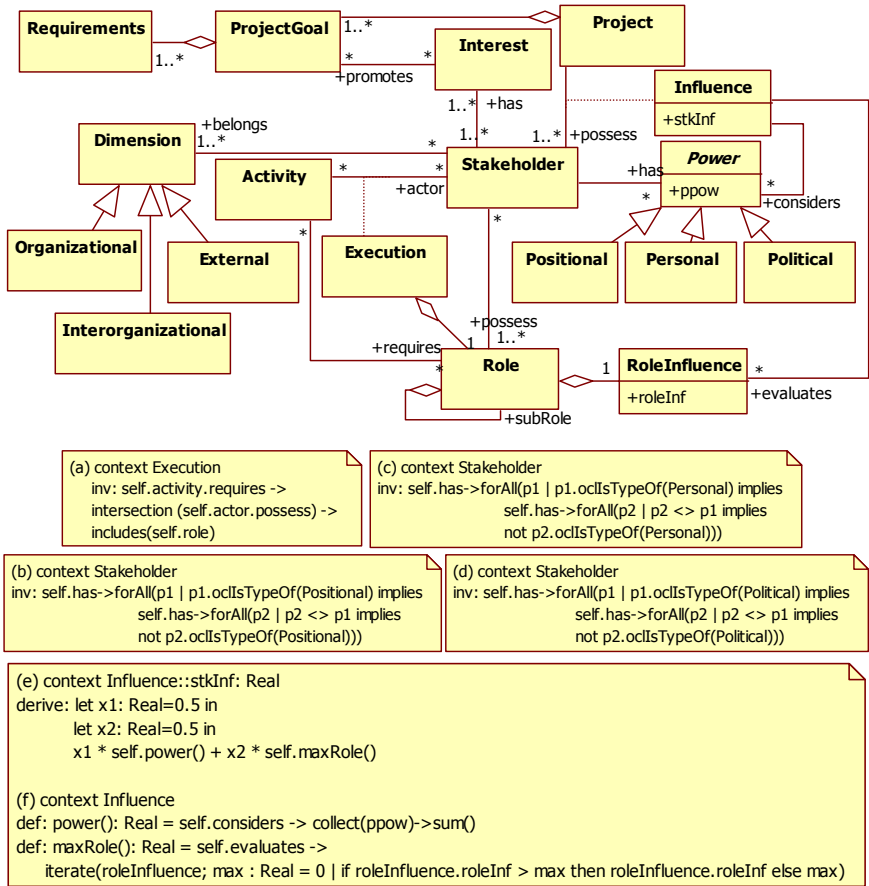 Requirements
1..*
ProjectGoal
1..*
Project
*
+promotes
*
Interest
1..*
+has
1..*
1..*
+possess
Influence
+stkInf
+belongs
1..*
*
Dimension
Activity
*
*
+actor
Stakeholder
+has
*
Power
+ppow
*
+considers
*
*
Organizational
External
Execution
Positional
Personal
Political
Interorganizational
+possess
1
1..*
+requires
*
Role
+subRole
1
RoleInfluence
+roleInf
*
+evaluates
(a) context Execution
inv: self.activity.requires ->
intersection (self.actor.possess) ->
includes(self.role)
(c) context Stakeholder
inv: self.has->forAll(p1 | p1.oclIsTypeOf(Personal) implies
self.has->forAll(p2 | p2 <> p1 implies
not p2.oclIsTypeOf(Personal)))
(b) context Stakeholder
inv: self.has->forAll(p1 | p1.oclIsTypeOf(Positional) implies
self.has->forAll(p2 | p2 <> p1 implies
not p2.oclIsTypeOf(Positional)))
(d) context Stakeholder
inv: self.has->forAll(p1 | p1.oclIsTypeOf(Political) implies
self.has->forAll(p2 | p2 <> p1 implies
not p2.oclIsTypeOf(Political)))
(e) context Influence::stkInf: Real
derive: let x1: Real=0.5 in
let x2: Real=0.5 in
x1 * self.power() + x2 * self.maxRole()
(f) context Influence
def: power(): Real = self.considers -> collect(ppow)->sum()
def: maxRole(): Real = self.evaluates ->
iterate(roleInfluence; max : Real = 0 | if roleInfluence.roleInf > max then roleInfluence.roleInf else max)